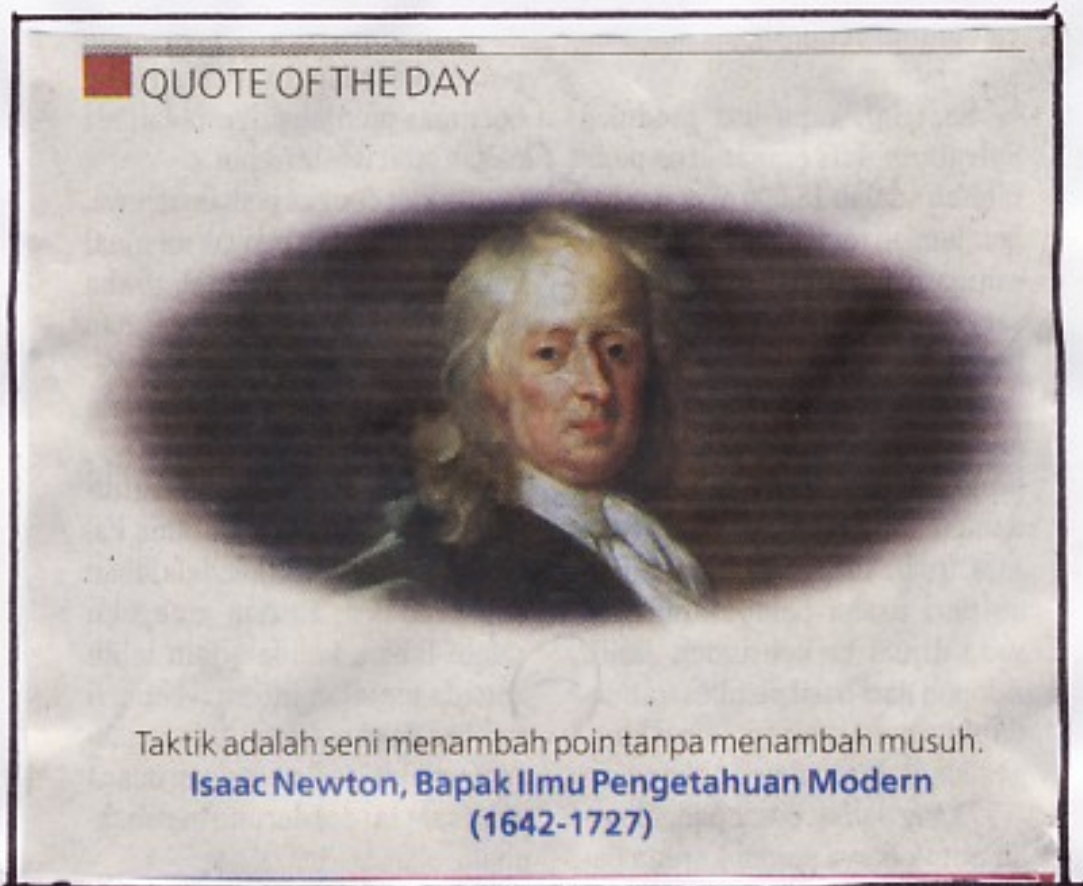 QUOTE OF THE DAY
Taktik adalah seni menambah poin tanpa menambah musuh.
Isaac Newton, Bapak Ilmu Pengetahuan Modern
(1642-1727)